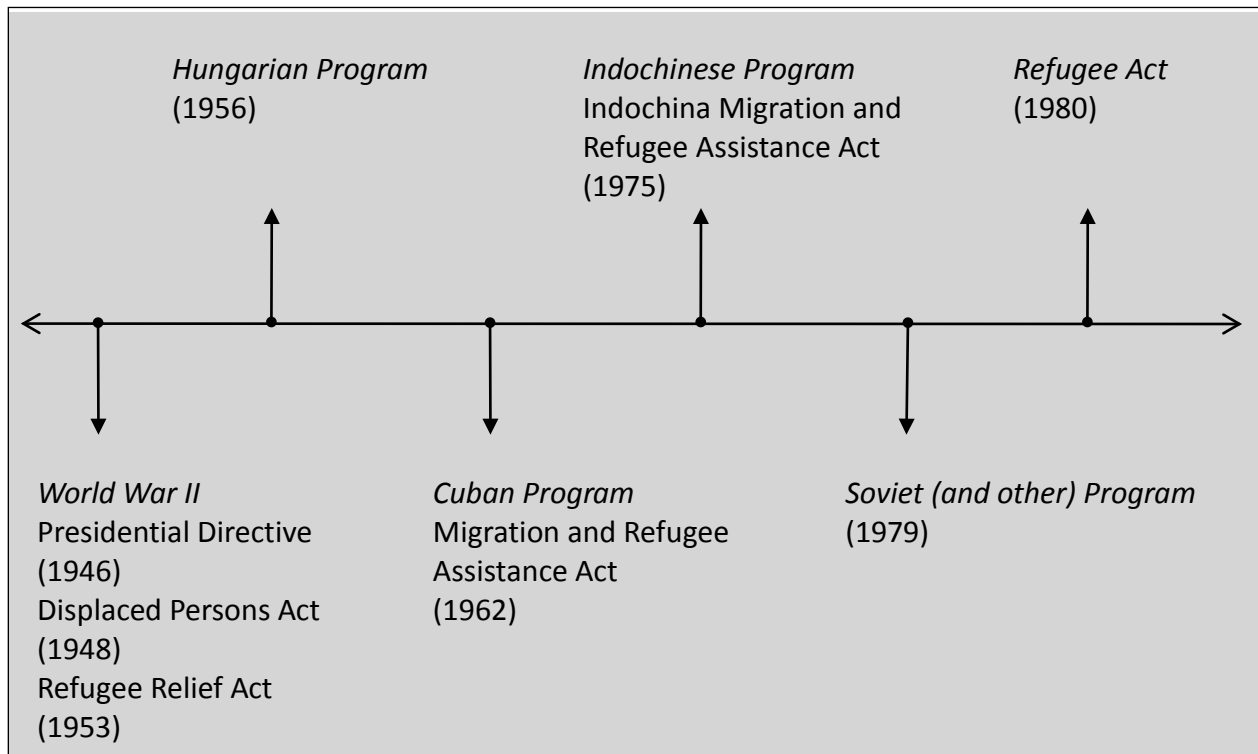 Hungarian Program
(1956)
Indochinese Program
Indochina Migration and
Refugee Assistance Act
(1975)
Refugee Act
(1980)
World War II
Presidential Directive
(1946)
Displaced Persons Act
(1948)
Refugee Relief Act
(1953)
Cuban Program
Migration and Refugee
Assistance Act
(1962)
Soviet (and other) Program
(1979)